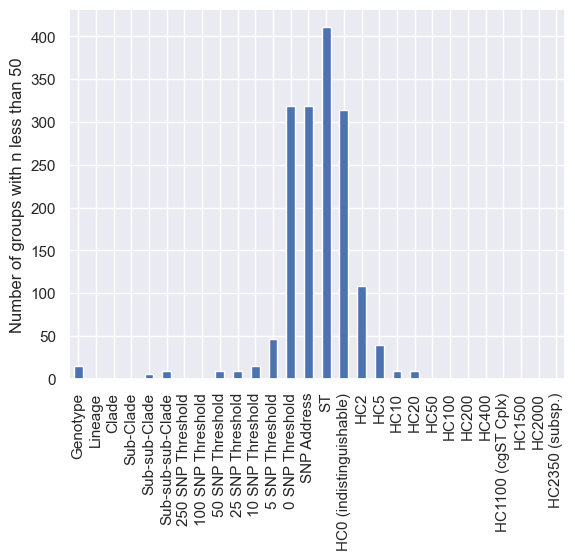 Number of groups with n less than 50
400
350
300
250
200
150
100
50
0
Genotype
Lineage
Clade
Sub-Clade
Sub-sub-Clade
Sub-sub-sub-Clade
250 SNP Threshold
100 SNP Threshold
50 SNP Threshold
25 SNP Threshold
10 SNP Threshold
5 SNP Threshold
0 SNP Threshold
SNP Address
ST
HC0 (indistinguishable)
HC2
HC5
HC10
HC20
HC50
HC100
HC200
HC400
HC1100 (cgST Cplx)
HC1500
HC2000
HC2350 (subsp.)